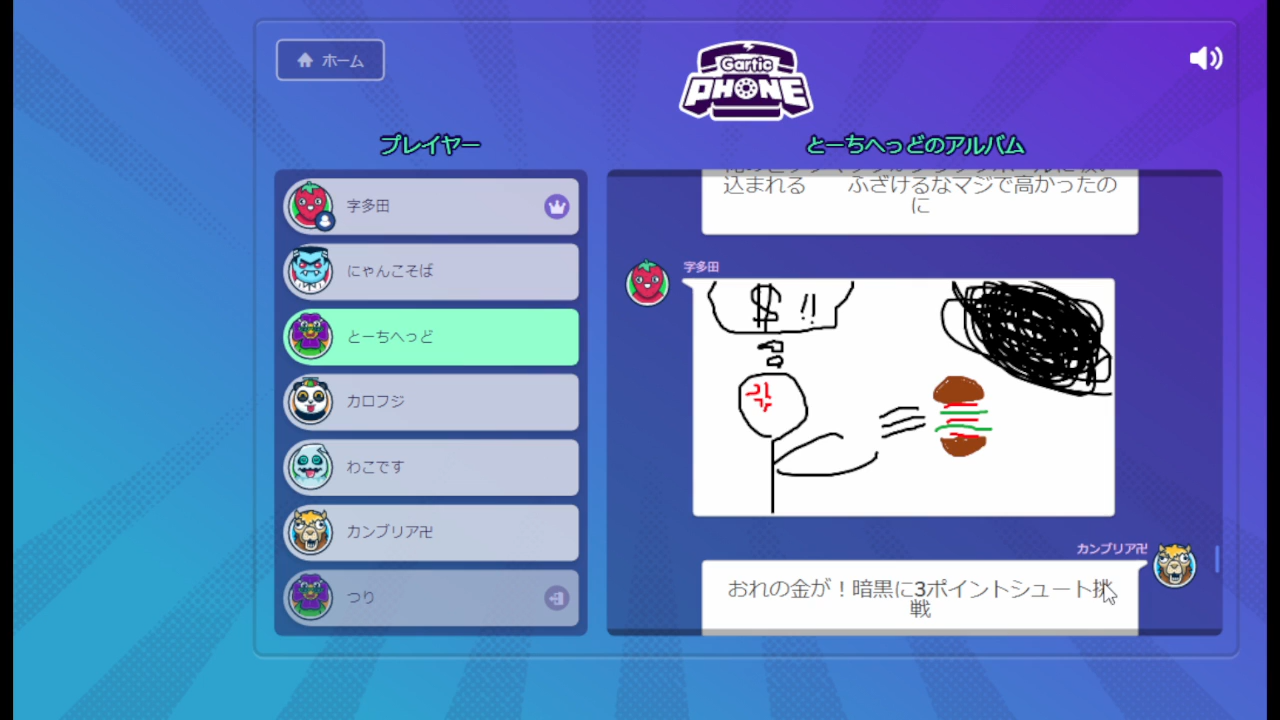 ホーム
Gartic
PHONE
プレイヤー
とーちへっどのアルバム
字多田
にゃんこそば
とーちへっど
カロフジ
わこです
カンブリア卍
つり
込まれる　　ふざけるなマジで高かったの
に
字多田
$ !!
カンブリア卍
おれの金が！暗黒に3ポイントシュート挑
戦